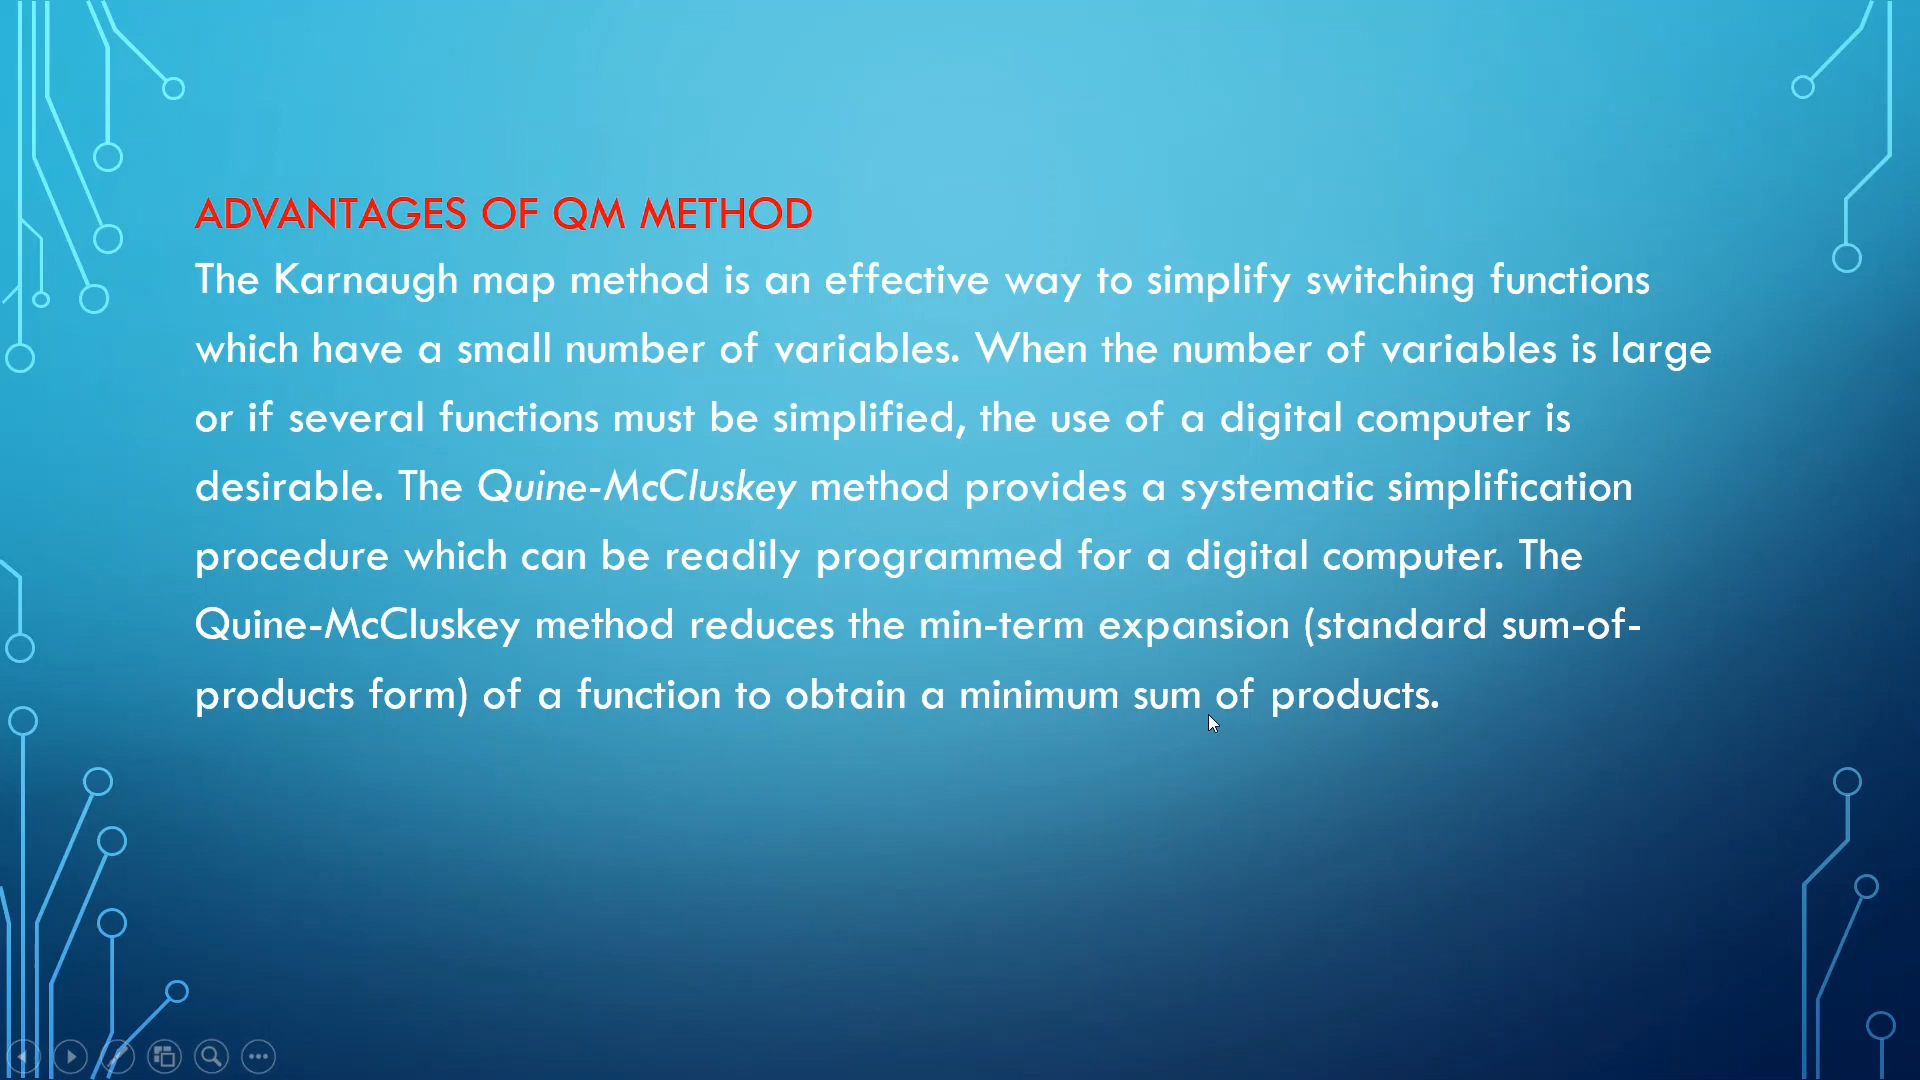 ADVANTAGES OF QM METHOD
The Karnaugh map method is an effective way to simplify switching functions
which have a small number of variables. When the number of variables is large
or if several functions must be simplified, the use of a digital computer is
desirable. The Quine-McCluskey method provides a systematic simplification
procedure which can be readily programmed for a digital computer. The
Quine-McCluskey method reduces the min-term expansion (standard sum-of-
products form) of a function to obtain a minimum sum of products.